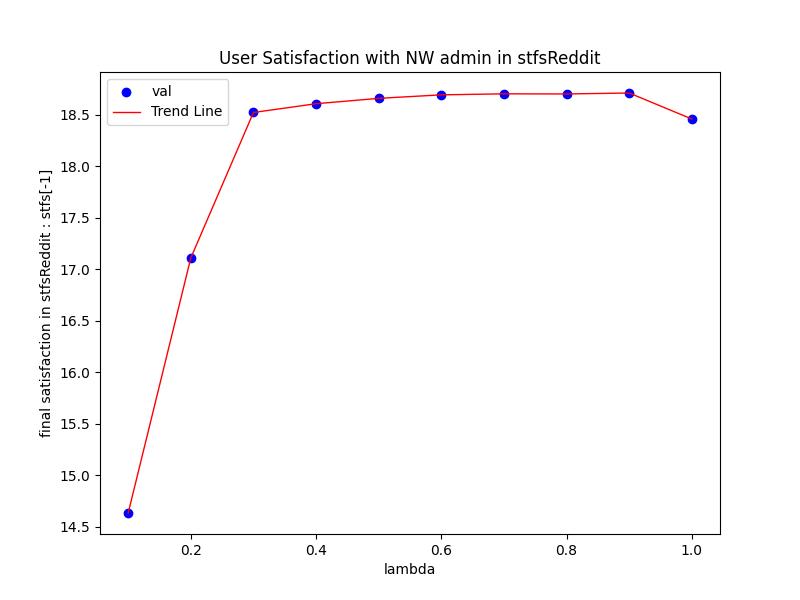 User Satisfaction with NW admin in stfsReddit
val
Trend Line
final satisfaction in stfsReddit : stfs[-1]
18.5
18.0
17.5
17.0
16.5
16.0
15.5
15.0
14.5
0.2
0.4
0.6
0.8
1.0
lambda